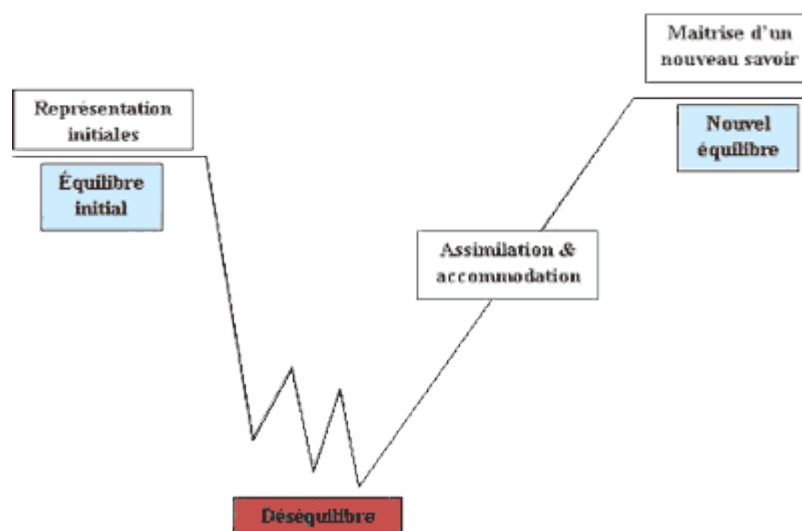 Maitrise d'un
nouveau savoir
Représentation
initiales
Nouvel
équilibre
Équilibre
initial
Assimilation &
accommodation
Déséquilibre